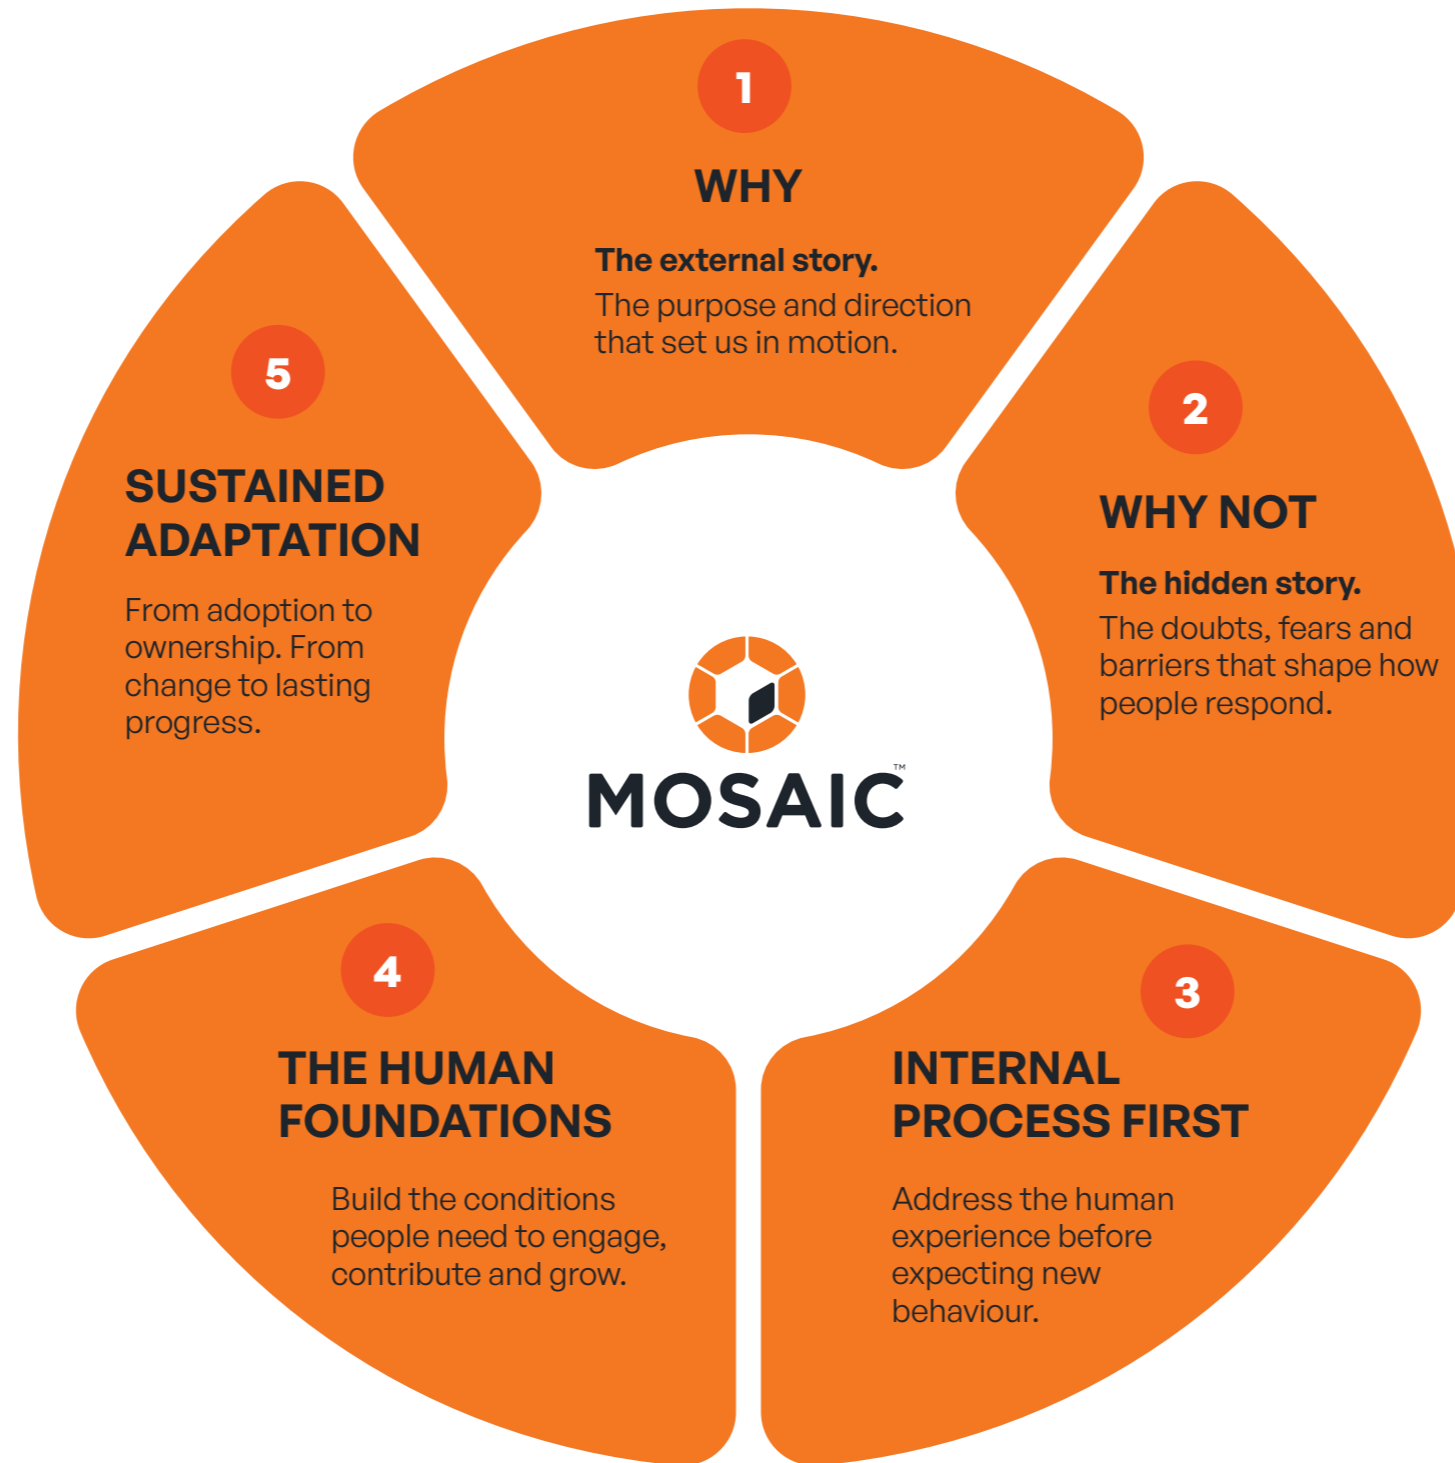 1
WHY
The external story.
The purpose and direction
that set us in motion.
2
WHY NOT
The hidden story.
The doubts, fears and
barriers that shape how
people respond.
3
INTERNAL
PROCESS FIRST
Address the human
experience before
expecting new
behaviour.
4
THE HUMAN
FOUNDATIONS
Build the conditions
people need to engage,
contribute and grow.
5
SUSTAINED
ADAPTATION
From adoption to
ownership. From
change to lasting
progress.
MOSAIC™